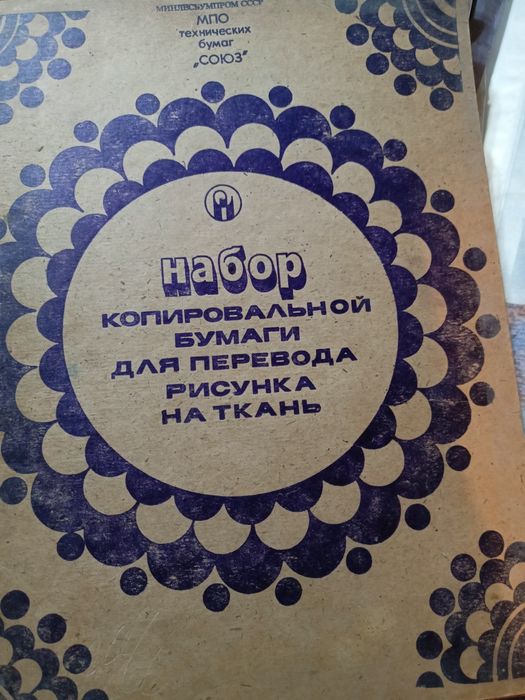 МИНЛЕСБУМПРОМ СССР
МПО
технических
бумаг
„СОЮЗ"
набор
КОПИРОВАЛЬНОЙ
БУМАГИ
ДЛЯ ПЕРЕВОДА
РИСУНКА
НА ТКАНЬ